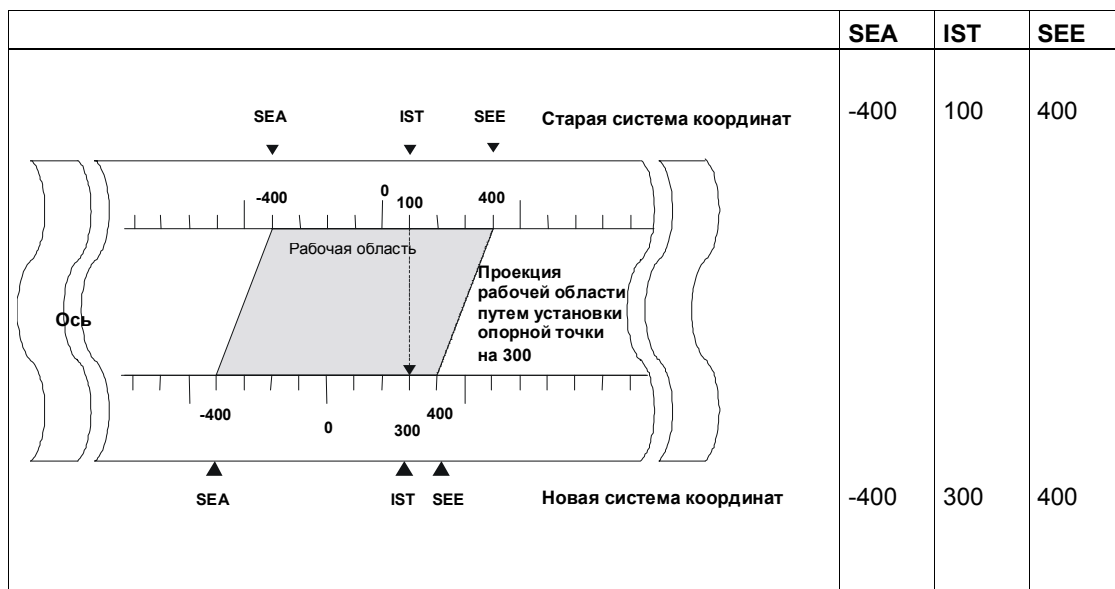 SEA IST SEE
SEA IST SEE Старая система координат -400 100 400
-400 0 100 400
Рабочая область
Проекция
рабочей области
путем установки
опорной точки
на 300
Ось
-400 0 300 400
SEA IST SEE Новая система координат -400 300 400